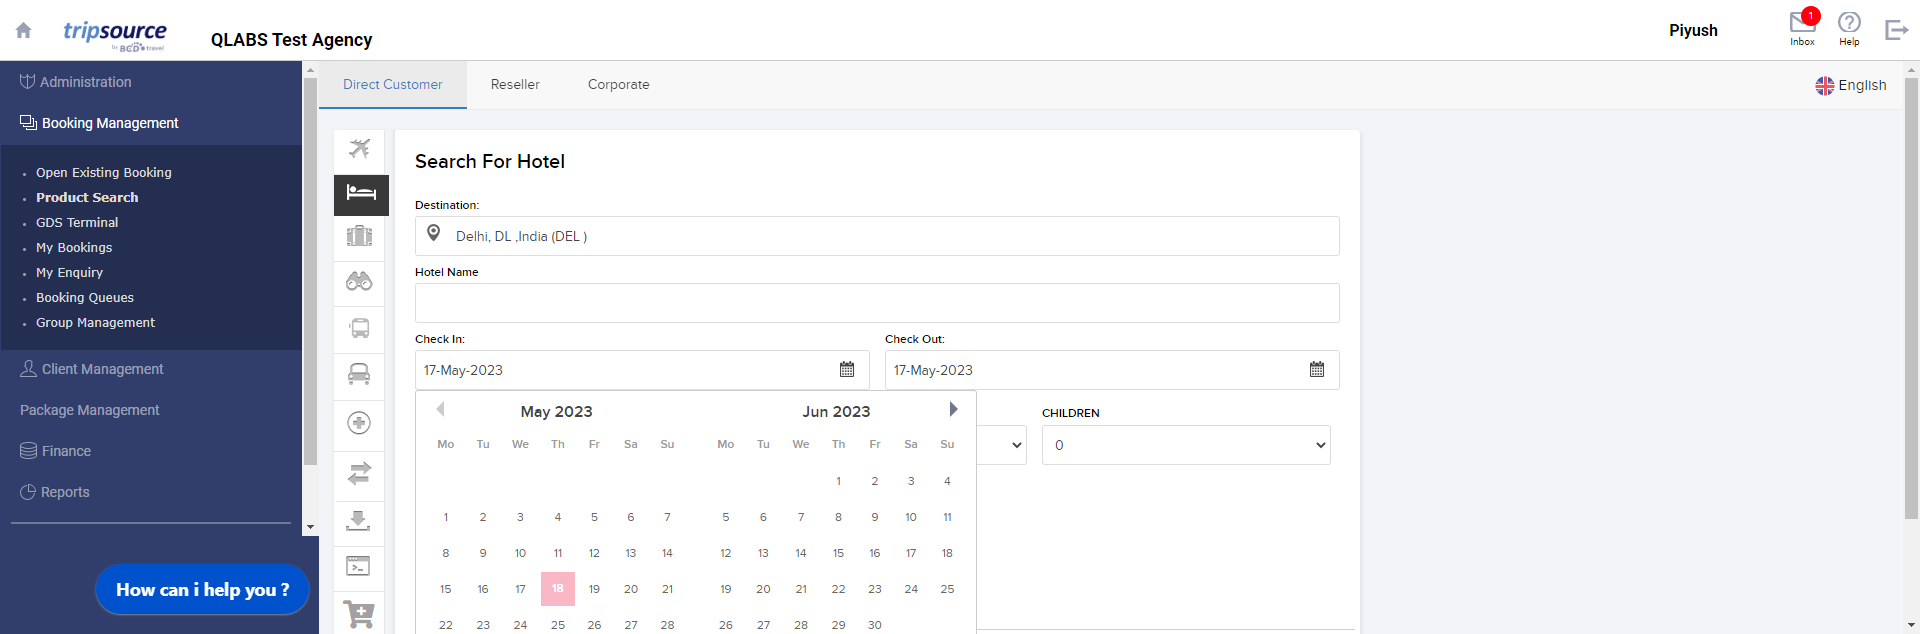 tripsource
by BCD travel
QLABS Test Agency
Piyush
1
Inbox
Help
Administration
Booking Management
Open Existing Booking
Product Search
GDS Terminal
My Bookings
My Enquiry
Booking Queues
Group Management
Client Management
Package Management
Finance
Reports
How can i help you ?
Direct Customer Reseller Corporate
English
Search For Hotel
Destination:
Delhi, DL ,India (DEL )
Hotel Name
Check In: Check Out:
17-May-2023 17-May-2023
May 2023 Jun 2023
CHILDREN
0
Mo Tu We Th Fr Sa Su Mo Tu We Th Fr Sa Su
1 2 3 4
1 2 3 4 5 6 7 5 6 7 8 9 10 11
8 9 10 11 12 13 14 12 13 14 15 16 17 18
15 16 17 18 19 20 21 19 20 21 22 23 24 25
22 23 24 25 26 27 28 26 27 28 29 30